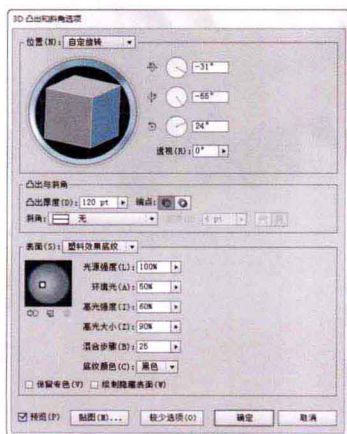 3D 凸出和斜角选项
位置(N): 自定旋转
-31°
-55°
24°
透视(R): 0°
凸出与斜角
凸出厚度(D): 120 pt 端点:
斜角: 无 4 pt
表面(S): 塑料效果底纹
光源强度(L): 100%
环境光(A): 50%
高光强度(I): 60%
高光大小(Z): 90%
混合步骤(B): 25
底纹颜色(C): 黑色
保留专色(V) 绘制隐藏表面(W)
预览(P) 贴图(M)... 较少选项(O) 确定 取消